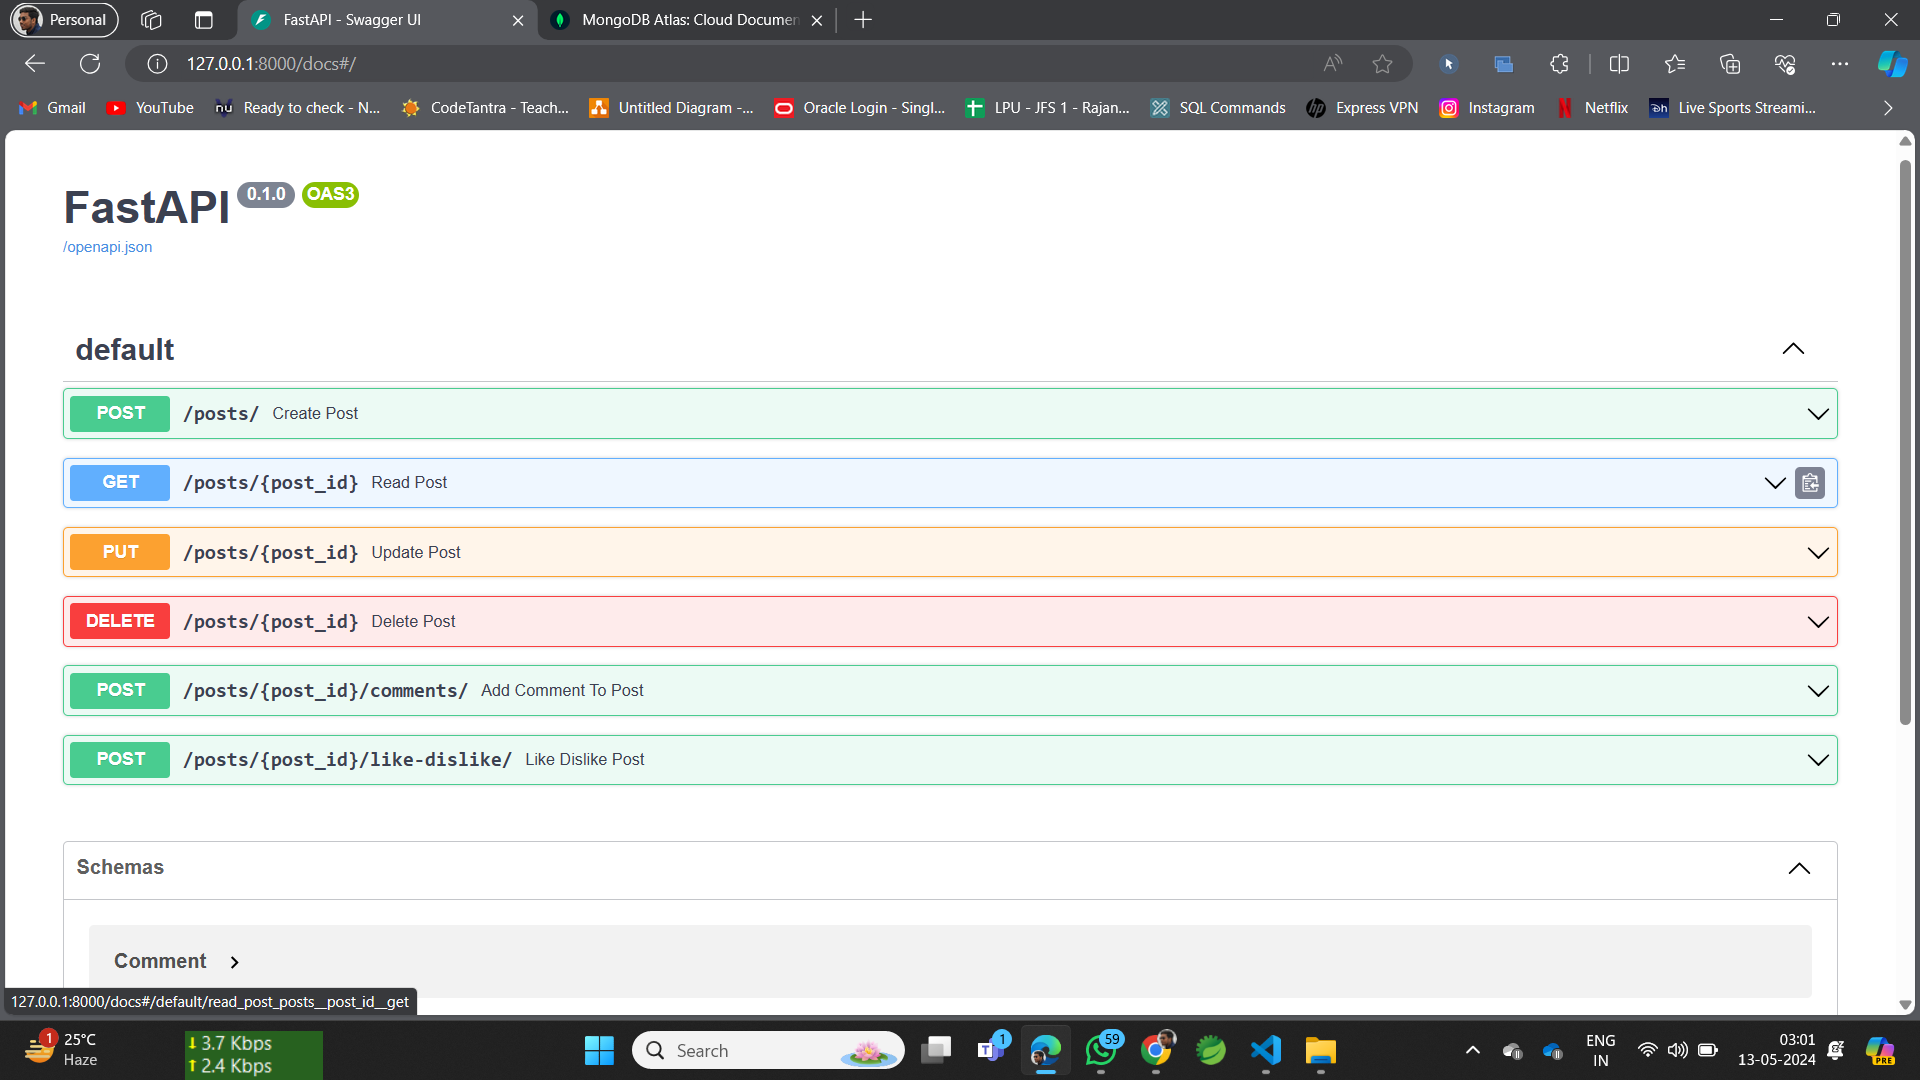 Personal
FastAPI - Swagger UI
MongoDB Atlas: Cloud Documen
127.0.0.1:8000/docs#/
Gmail
YouTube
Ready to check - N...
CodeTantra - Teach...
Untitled Diagram -...
Oracle Login - Singl...
LPU - JFS 1 - Rajan...
SQL Commands
Express VPN
Instagram
Netflix
Live Sports Streami...
FastAPI 0.1.0 OAS3
/openapi.json
default
POST /posts/ Create Post
GET /posts/{post_id} Read Post
PUT /posts/{post_id} Update Post
DELETE /posts/{post_id} Delete Post
POST /posts/{post_id}/comments/ Add Comment To Post
POST /posts/{post_id}/like-dislike/ Like Dislike Post
Schemas
Comment
127.0.0.1:8000/docs#/default/read_post_posts__post_id__get
1
25°C
Haze
3.7 Kbps
2.4 Kbps
Search
1
59
ENG
IN
03:01
13-05-2024
PRE